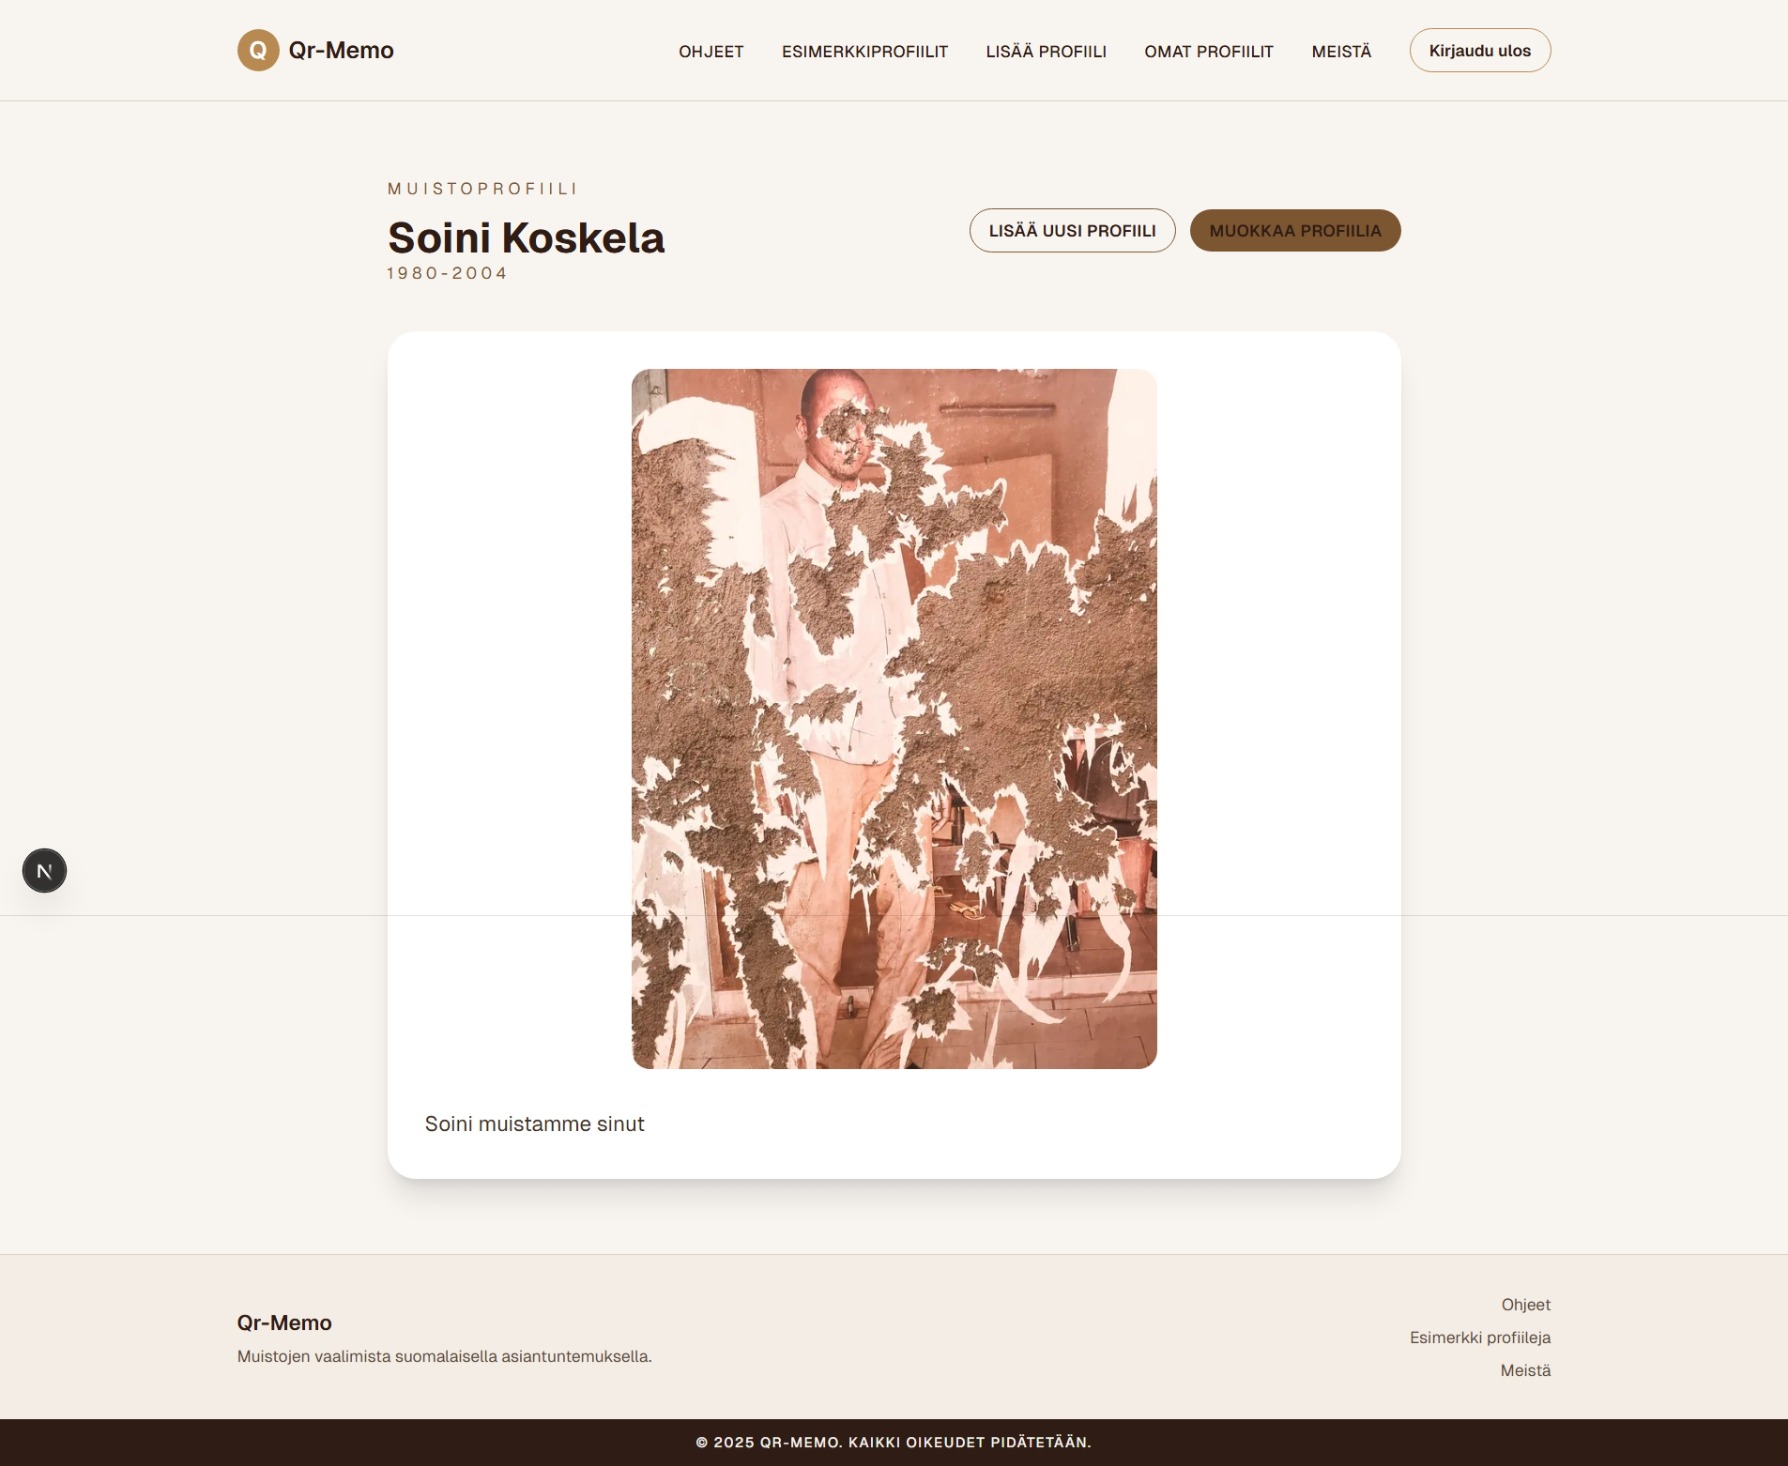 Q Qr-Memo OHJEET ESIMERKKIPROFIILIT LISÄÄ PROFIILI OMAT PROFIILIT MEISTÄ Kirjaudu ulos
MUISTOPROFIILI
Soini Koskela
1980-2004
LISÄÄ UUSI PROFIILI MUOKKAA PROFIILIA
N
Soini muistamme sinut
Qr-Memo
Muistojen vaalimista suomalaisella asiantuntemuksella.
Ohjeet
Esimerkki profiileja
Meistä
© 2025 QR-MEMO. KAIKKI OIKEUDET PIDÄTETÄÄN.